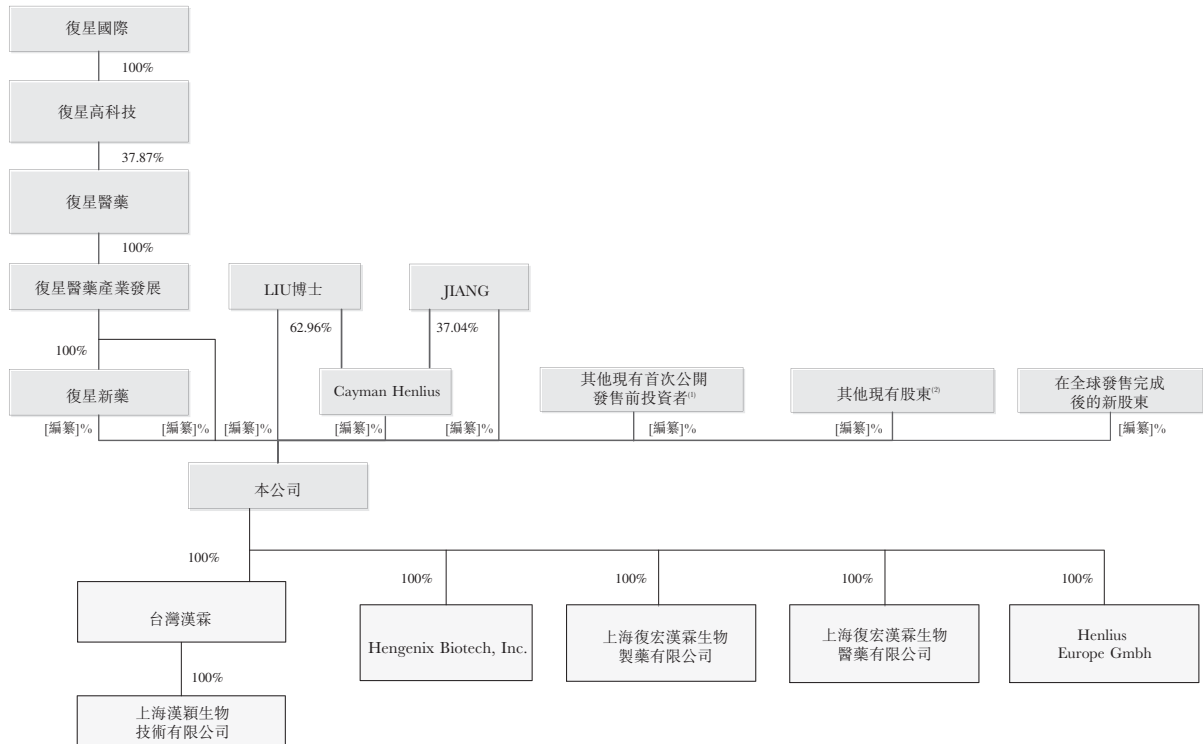 復星國際
100%
復星高科技
37.87%
復星醫藥
100%
復星醫藥產業發展
LIU博士
JIANG
62.96%
37.04%
100%
復星新藥
Cayman Henlius
其他現有首次公開
發售前投資者(1)
其他現有股東(2)
在全球發售完成
後的新股東
[編纂]%
[編纂]%
[編纂]%
[編纂]%
[編纂]%
[編纂]%
[編纂]%
[編纂]%
本公司
100%
100%
100%
100%
100%
台灣漢霖
Hengenix Biotech, Inc.
上海復宏漢霖生物
製藥有限公司
上海復宏漢霖生物
醫藥有限公司
Henlius
Europe Gmbh
100%
上海漢穎生物
技術有限公司